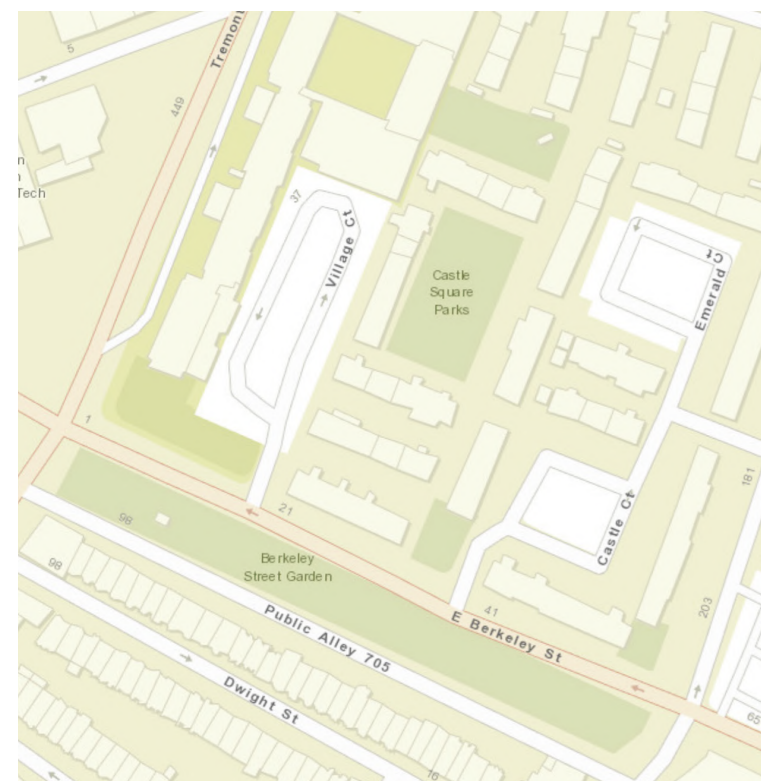 Tremont
5
449
n
n
Tech
37
Village Ct
Castle
Square
Parks
Emerald Ct
1
21
181
98
Castle Ct
Berkeley
Street Garden
98
41
203
E Berkeley St
Public Alley 705
Dwight St
65
16